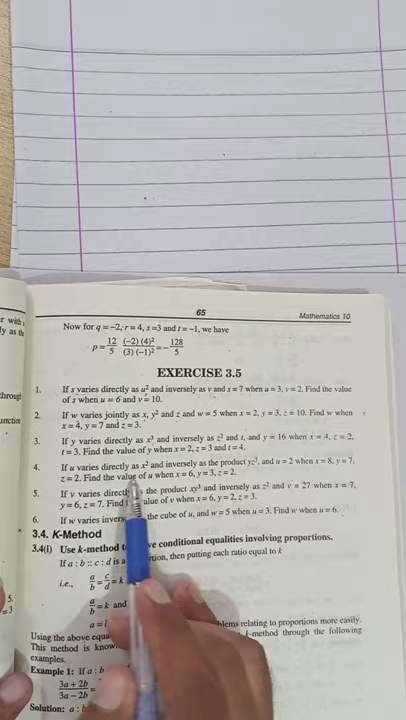 65
Mathematics 10
r with
Now for q = −2, r = 4, s = 3 and t = −1, we have
ly as the
p = 12/5 (−2) (4)²/(3) (−1)² = − 128/5
EXERCISE 3.5
1. If s varies directly as u² and inversely as v and s = 7 when u = 3, v = 2. Find the value
through
of s when u = 6 and v = 10.
2. If w varies jointly as x, y² and z and w = 5 when x = 2, y = 3, z = 10. Find w when
unction
x = 4, y = 7 and z = 3.
3. If y varies directly as x³ and inversely as z² and t, and y = 16 when x = 4, z = 2,
t = 3. Find the value of y when x = 2, z = 3 and t = 4.
4. If u varies directly as x² and inversely as the product yz³, and u = 2 when x = 8, y = 7,
z = 2. Find the value of u when x = 6, y = 3, z = 2.
5. If v varies directly as the product xy³ and inversely as z² and v = 27 when x = 7,
y = 6, z = 7. Find value of v when x = 6, y = 2, z = 3.
6. If w varies the cube of u, and w = 5 when u = 3. Find w when u = 6.
3.4. K-Method
3.4(i) Use k-method conditional equalities involving proportions.
If a : b :: c : d is a then putting each ratio equal to k
i.e., a/b = c/d = k
5.
a/b = k and
= 3
a =
problems relating to proportions more easily.
Using the above k-method through the following
This method is
examples.
Example 1: If a : b
3a + 2b/3a − 2b =
Solution: a : b